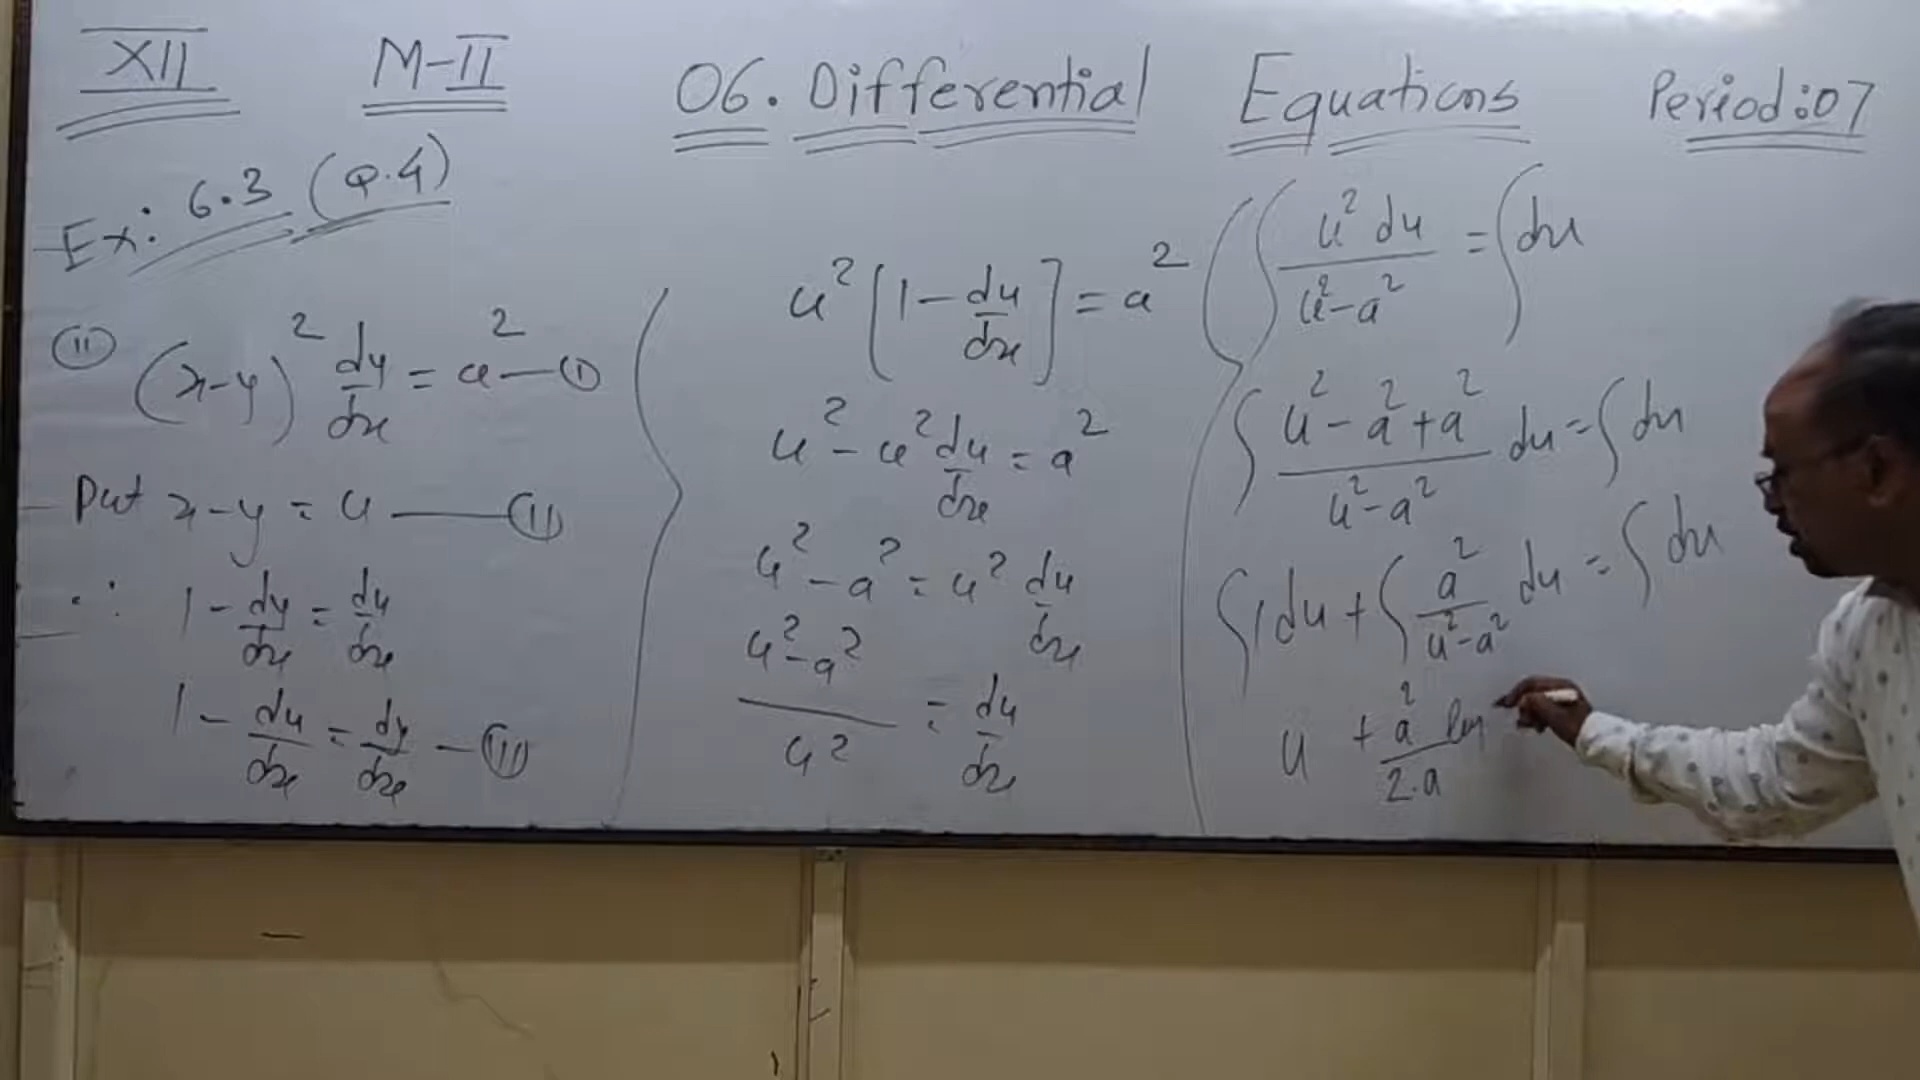 XII M-II 06. Differential Equations Period:07
Ex: 6.3 (Q.4)
(ii) (x-y)² dy/dx = a² — (I)
Put x-y = u — (II)
∴ 1 - dy/dx = du/dx
1 - du/dx = dy/dx — (III)
u² [1 - du/dx] = a²
u² - u² du/dx = a²
u² - a² = u² du/dx
u² - a² / u² = du/dx
∫ u² du / u² - a² = ∫ dx
∫ u² - a² + a² / u² - a² du = ∫ dx
∫ 1 du + ∫ a² / u² - a² du = ∫ dx
u + a² / 2.a log